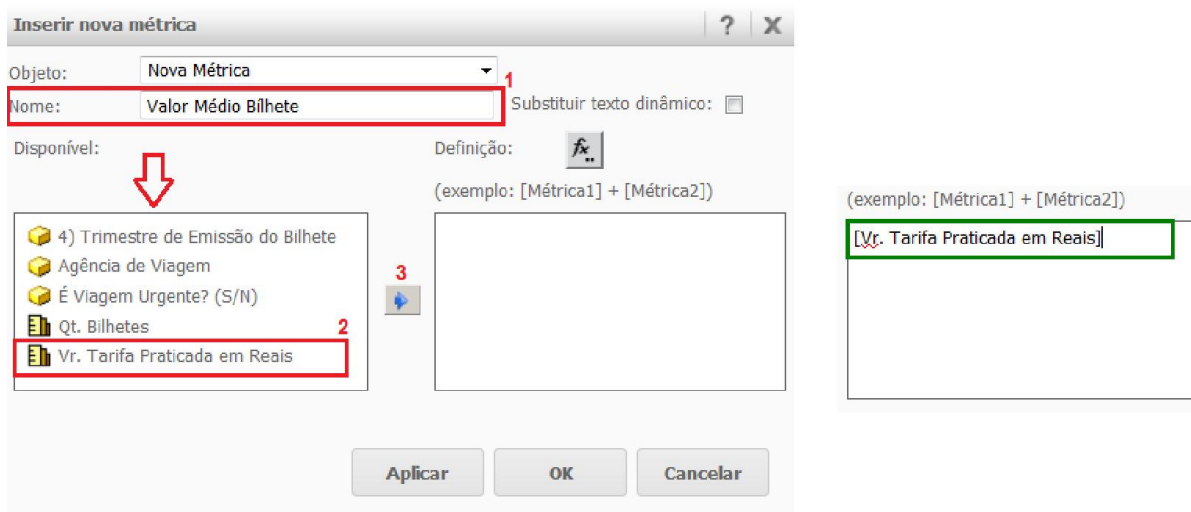 Inserir nova métrica ? X
Objeto: Nova Métrica 1
Nome: Valor Médio Bílhete Substituir texto dinâmico:
Disponível: Definição: fx
(exemplo: [Métrica1] + [Métrica2])
4) Trimestre de Emissão do Bilhete
Agência de Viagem
É Viagem Urgente? (S/N)
Qt. Bilhetes 2
Vr. Tarifa Praticada em Reais
3
Aplicar OK Cancelar
(exemplo: [Métrica1] + [Métrica2])
[Vr. Tarifa Praticada em Reais]